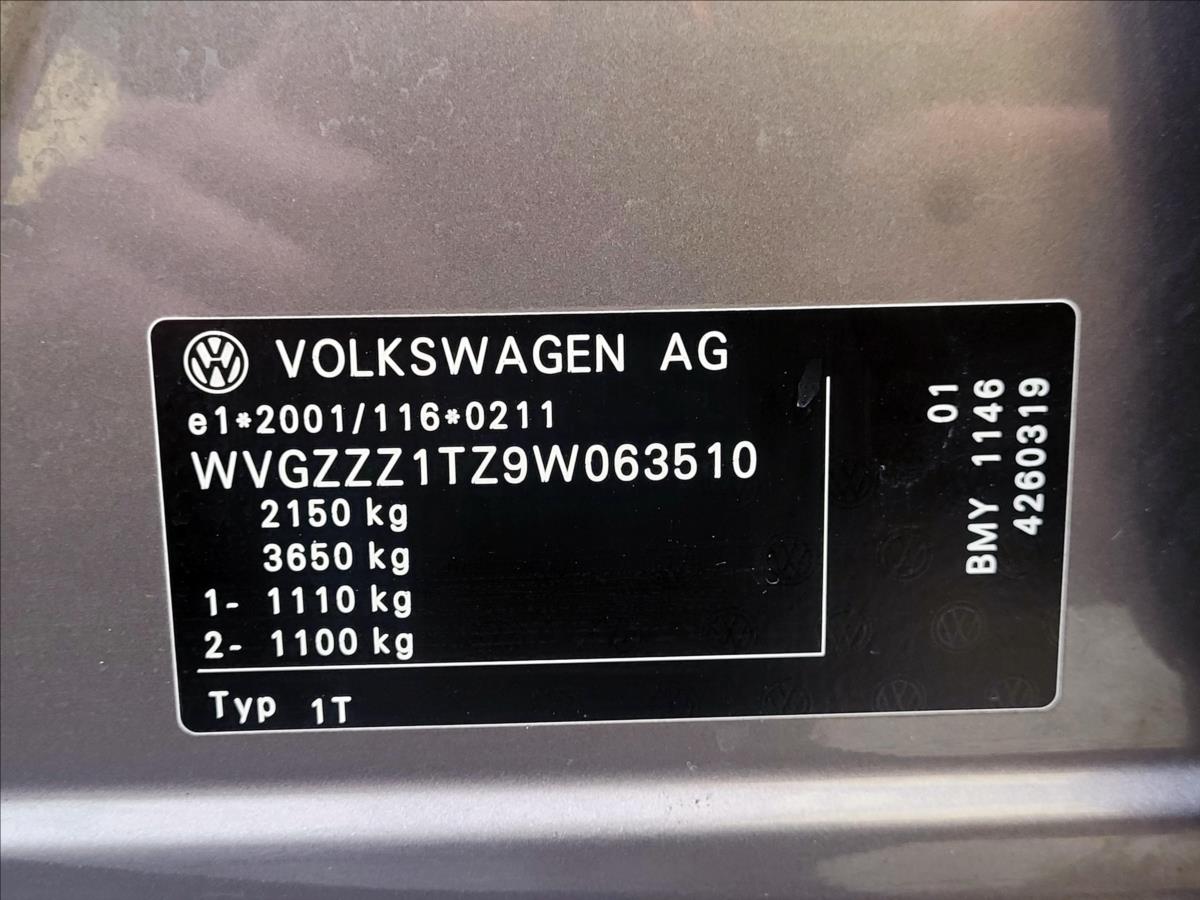 VOLKSWAGEN AG
e1*2001/116*0211
WVGZZZ1TZ9W063510
2150 kg
3650 kg
1- 1110 kg
2- 1100 kg
Typ 1T
01
BMY 1146
4260319